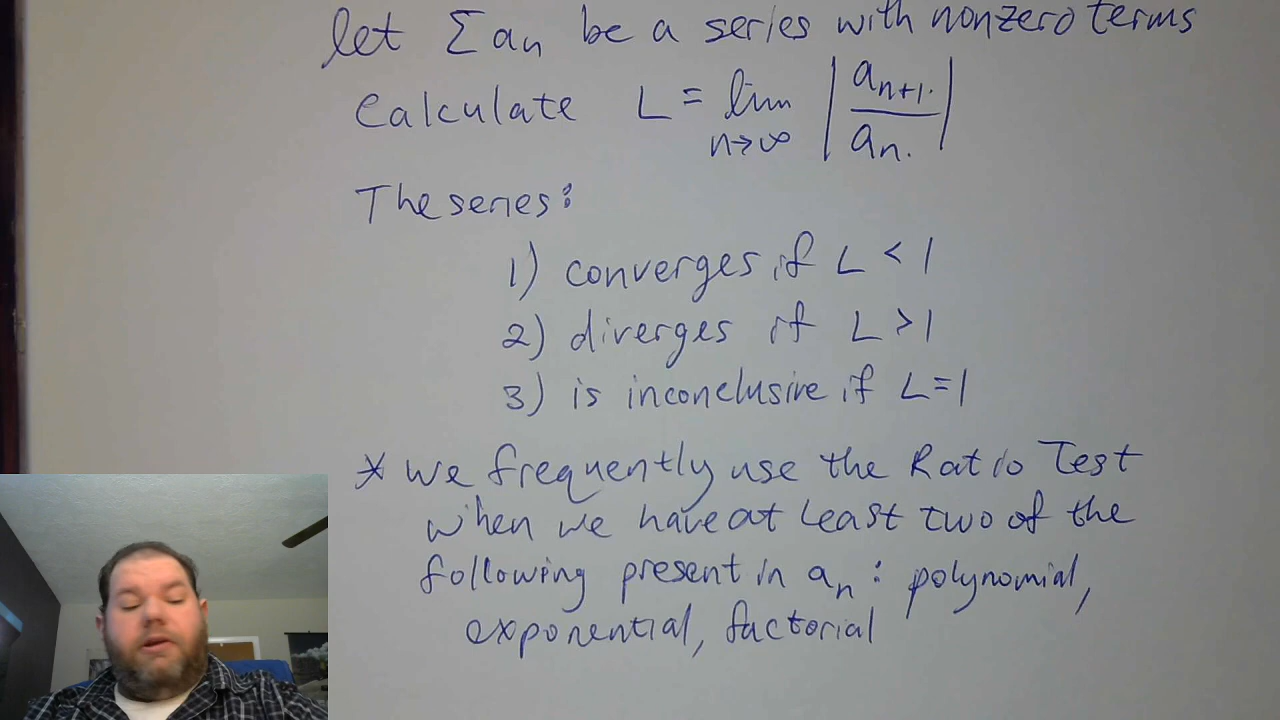 let Σ aₙ be a series with nonzero terms
Calculate L = lim n→∞ |aₙ₊₁ / aₙ|
The series:
1) converges if L < 1
2) diverges if L > 1
3) is inconclusive if L = 1
* We frequently use the Ratio Test
when we have at least two of the
following present in aₙ: polynomial,
exponential, factorial